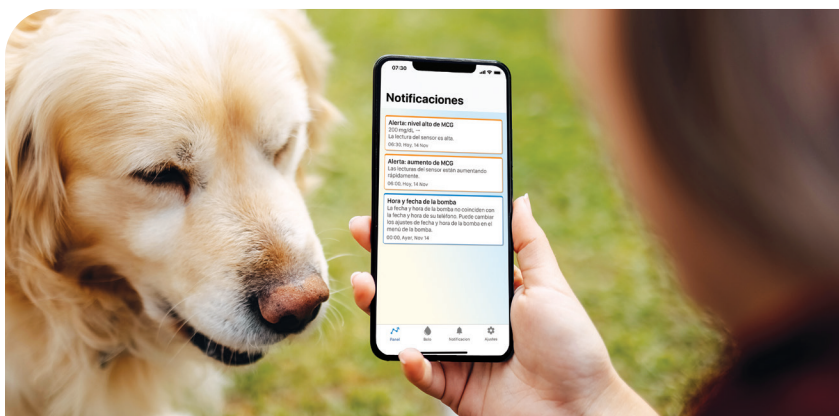 07:30
Notificaciones
Alerta: nivel alto de MCG
200 mg/dL →
La lectura del sensor es alta.
06:30, Hoy, 14 Nov
Alerta: aumento de MCG
Las lecturas del sensor están aumentando
rápidamente.
06:00, Hoy, 14 Nov
Hora y fecha de la bomba
La fecha y hora de la bomba no coinciden con
la fecha y hora de su teléfono. Puede cambiar
los ajustes de fecha y hora de la bomba en el
menú de la bomba.
00:00, Ayer, Nov 14
Panel Bolo Notificacion Ajustes